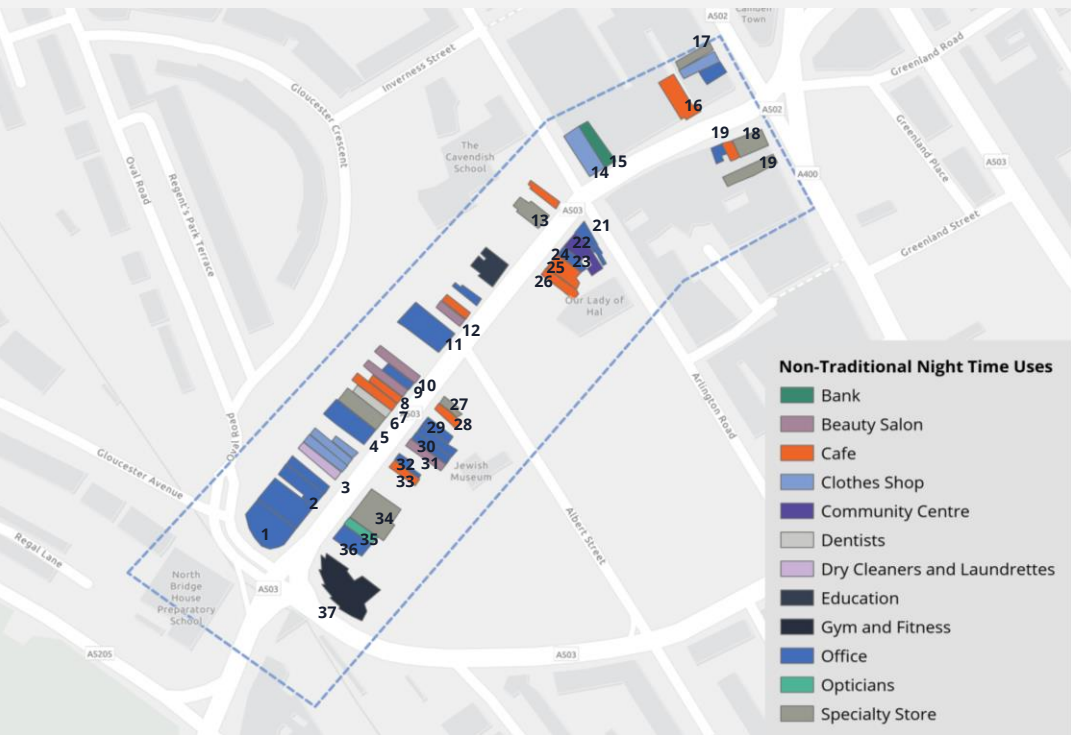 A502
Camden
Town
17
Greenland Road
Inverness Street
Gloucester Crescent
16
A502
19
18
Greenland Place
A503
The
Cavendish
School
15
14
19
A400
Oval Road
Regent's Park Terrace
A503
13
21
Greenland Street
22
24
23
25
26
Our Lady of
Hal
12
11
10
9
8
7
6
5
4
A503
27
28
29
30
31
32
33
Jewish
Museum
Arlington Road
Oval Road
Gloucester Avenue
3
2
1
34
35
36
Albert Street
Regal Lane
North
Bridge
House
Preparatory
School
A503
37
A5205
A503
Non-Traditional Night Time Uses
Bank
Beauty Salon
Cafe
Clothes Shop
Community Centre
Dentists
Dry Cleaners and Laundrettes
Education
Gym and Fitness
Office
Opticians
Specialty Store